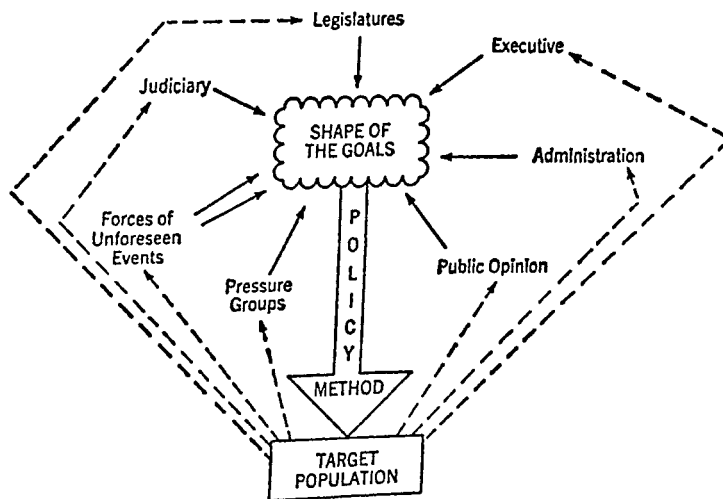 Legislatures
Executive
Judiciary
SHAPE OF
THE GOALS
Administration
Forces of
Unforeseen
Events
Pressure
Groups
Public Opinion
POLICY
METHOD
TARGET
POPULATION